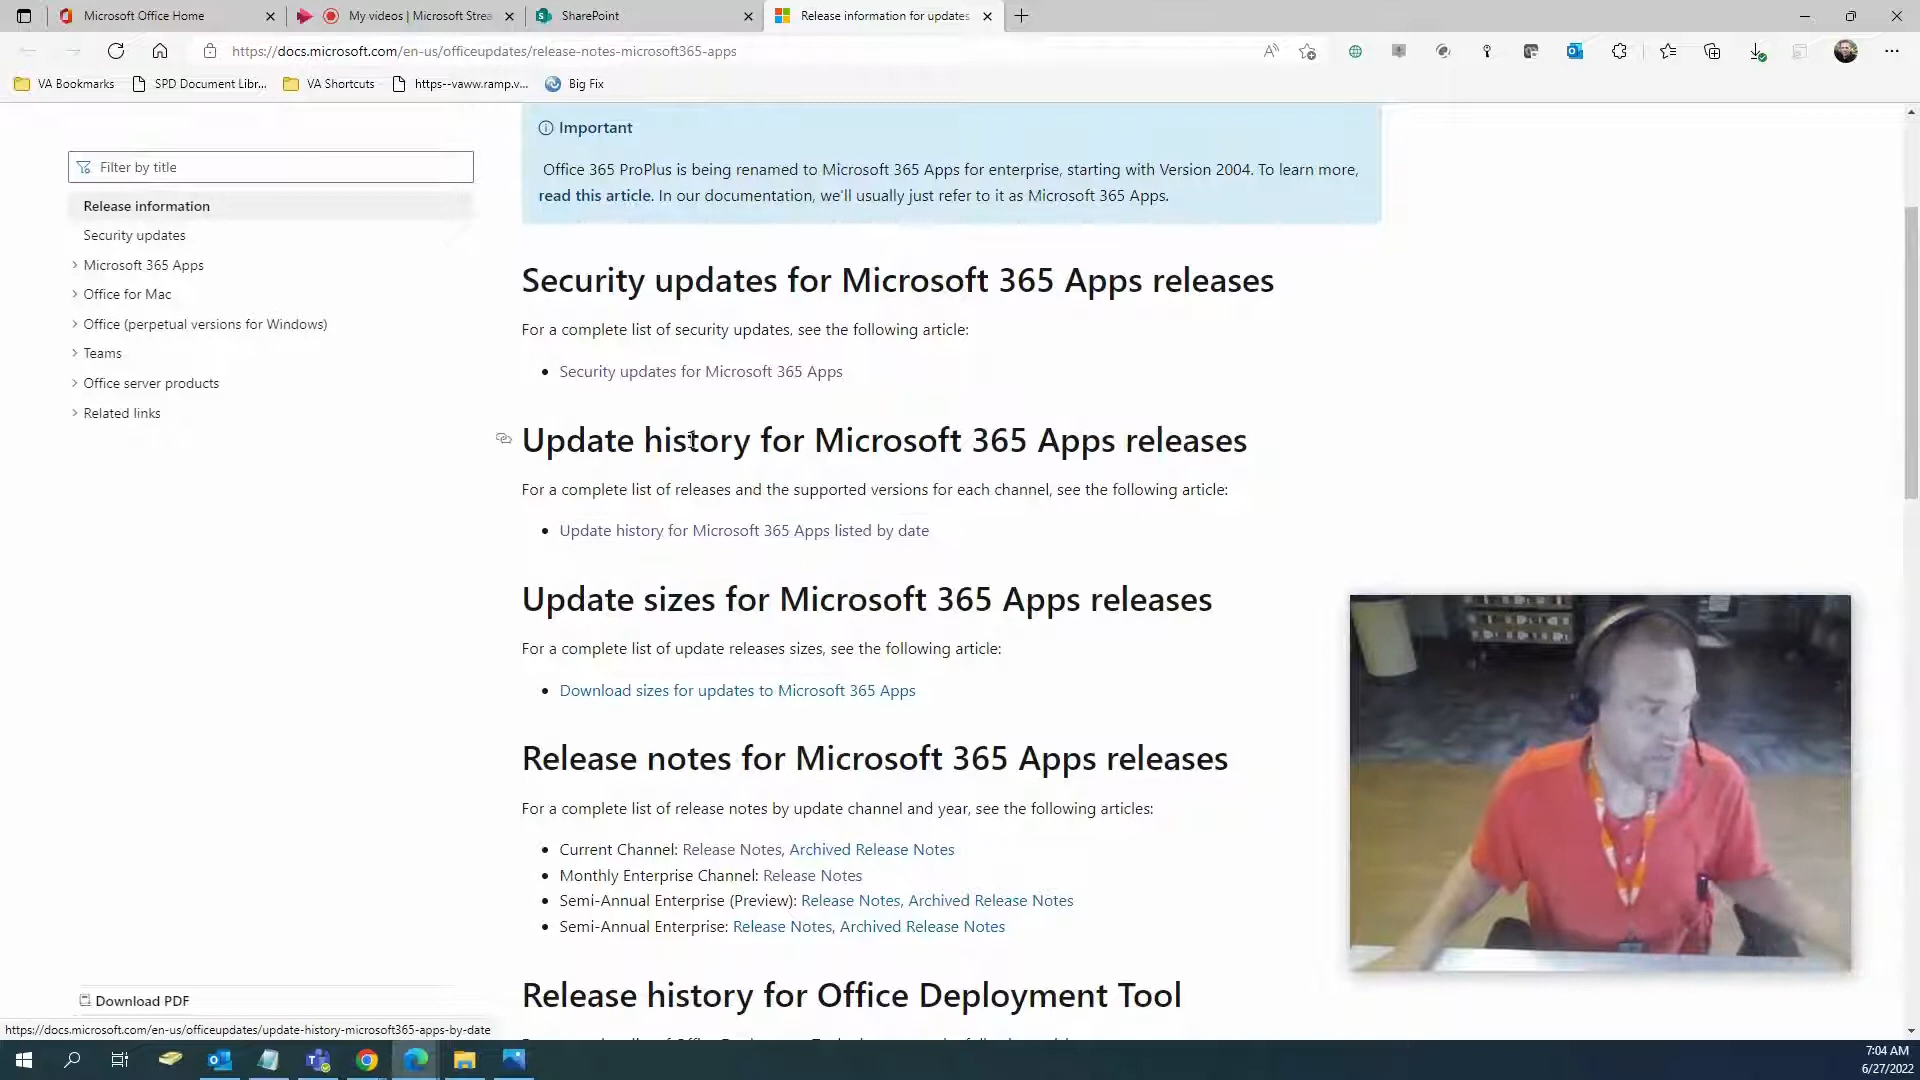 Microsoft Office Home
My videos | Microsoft Strea
SharePoint
Release information for updates
https://docs.microsoft.com/en-us/officeupdates/release-notes-microsoft365-apps
VA Bookmarks
SPD Document Libr...
VA Shortcuts
https--vaww.ramp.v...
Big Fix
Filter by title
Release information
Security updates
Microsoft 365 Apps
Office for Mac
Office (perpetual versions for Windows)
Teams
Office server products
Related links
Download PDF
Important
Office 365 ProPlus is being renamed to Microsoft 365 Apps for enterprise, starting with Version 2004. To learn more,
read this article. In our documentation, we'll usually just refer to it as Microsoft 365 Apps.
Security updates for Microsoft 365 Apps releases
For a complete list of security updates, see the following article:
• Security updates for Microsoft 365 Apps
Update history for Microsoft 365 Apps releases
For a complete list of releases and the supported versions for each channel, see the following article:
• Update history for Microsoft 365 Apps listed by date
Update sizes for Microsoft 365 Apps releases
For a complete list of update releases sizes, see the following article:
• Download sizes for updates to Microsoft 365 Apps
Release notes for Microsoft 365 Apps releases
For a complete list of release notes by update channel and year, see the following articles:
• Current Channel: Release Notes, Archived Release Notes
• Monthly Enterprise Channel: Release Notes
• Semi-Annual Enterprise (Preview): Release Notes, Archived Release Notes
• Semi-Annual Enterprise: Release Notes, Archived Release Notes
Release history for Office Deployment Tool
https://docs.microsoft.com/en-us/officeupdates/update-history-microsoft365-apps-by-date
7:04 AM
6/27/2022